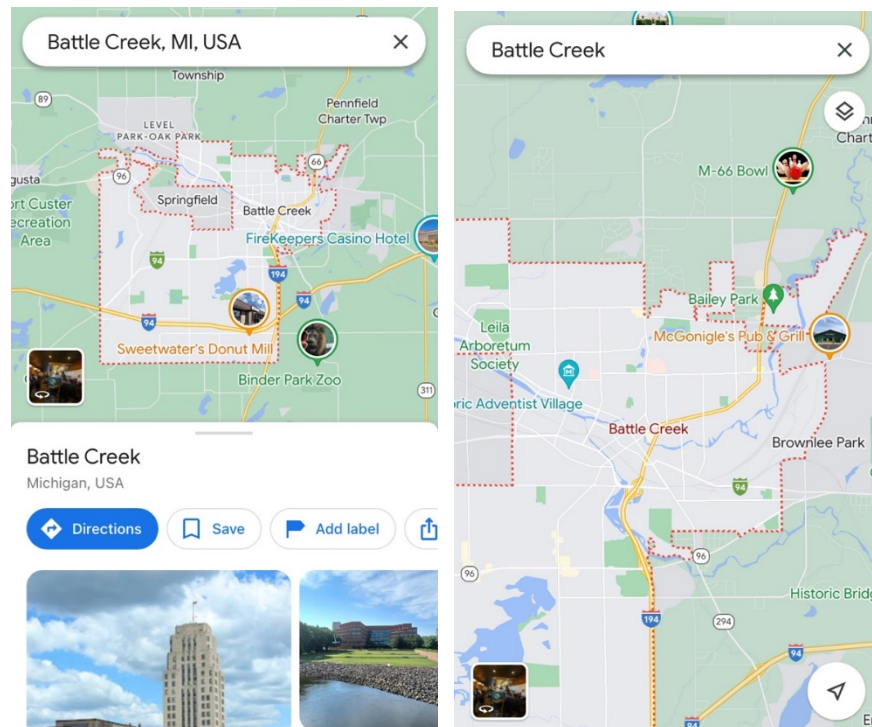 Battle Creek, MI, USA
Township
89
Pennfield
Charter Twp
LEVEL
PARK-OAK PARK
66
96
gusta
Springfield
ort Custer
ecreation
Area
Battle Creek
FireKeepers Casino Hotel
94
194
94
Sweetwater's Donut Mill
Binder Park Zoo
311
Battle Creek
Michigan, USA
Directions
Save
Add label
Battle Creek
Chart
M-66 Bowl
Bailey Park
Leila
Arboretum
Society
McGonigle's Pub & Grill
ric Adventist Village
Battle Creek
Brownlee Park
94
96
96
Historic Bridg
194
294
94